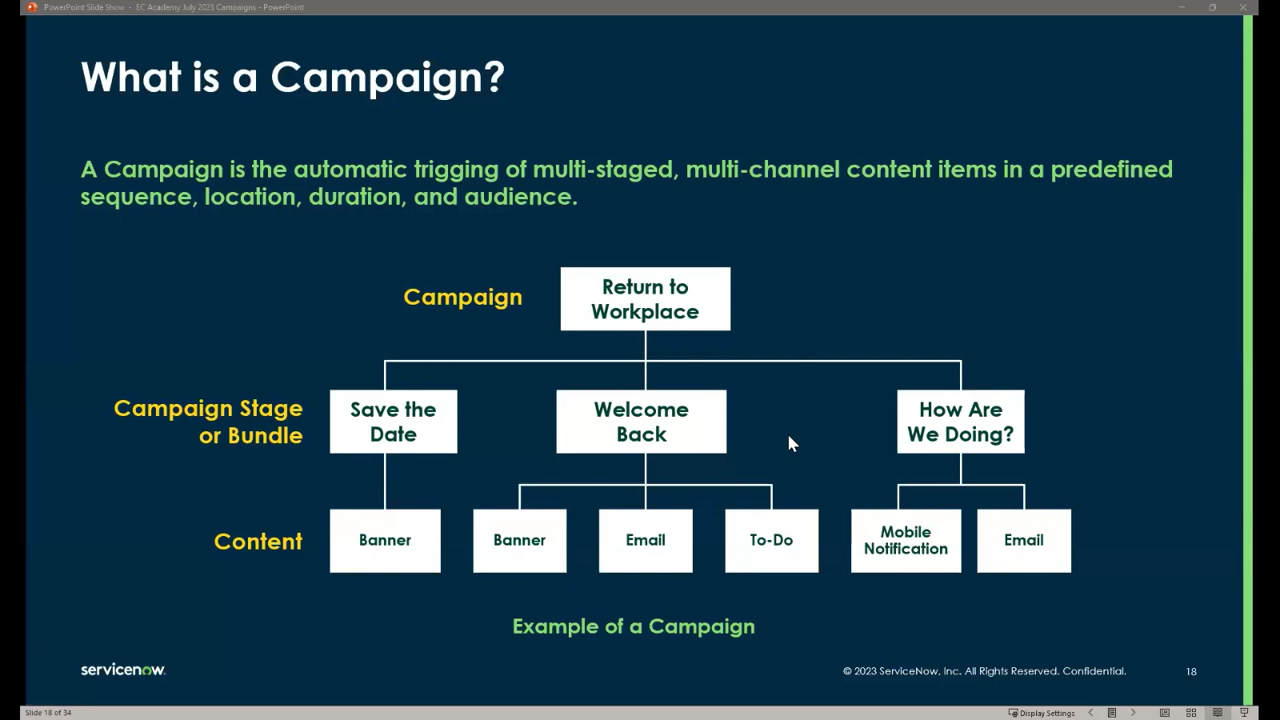 PowerPoint Slide Show - EC Academy July 2023 Campaigns - PowerPoint
What is a Campaign?
A Campaign is the automatic trigging of multi-staged, multi-channel content items in a predefined
sequence, location, duration, and audience.
Campaign
Return to
Workplace
Campaign Stage
or Bundle
Save the
Date
Welcome
Back
How Are
We Doing?
Content
Banner
Banner
Email
To-Do
Mobile
Notification
Email
Example of a Campaign
servicenow.
© 2023 ServiceNow, Inc. All Rights Reserved. Confidential.
18
Slide 18 of 34
Display Settings